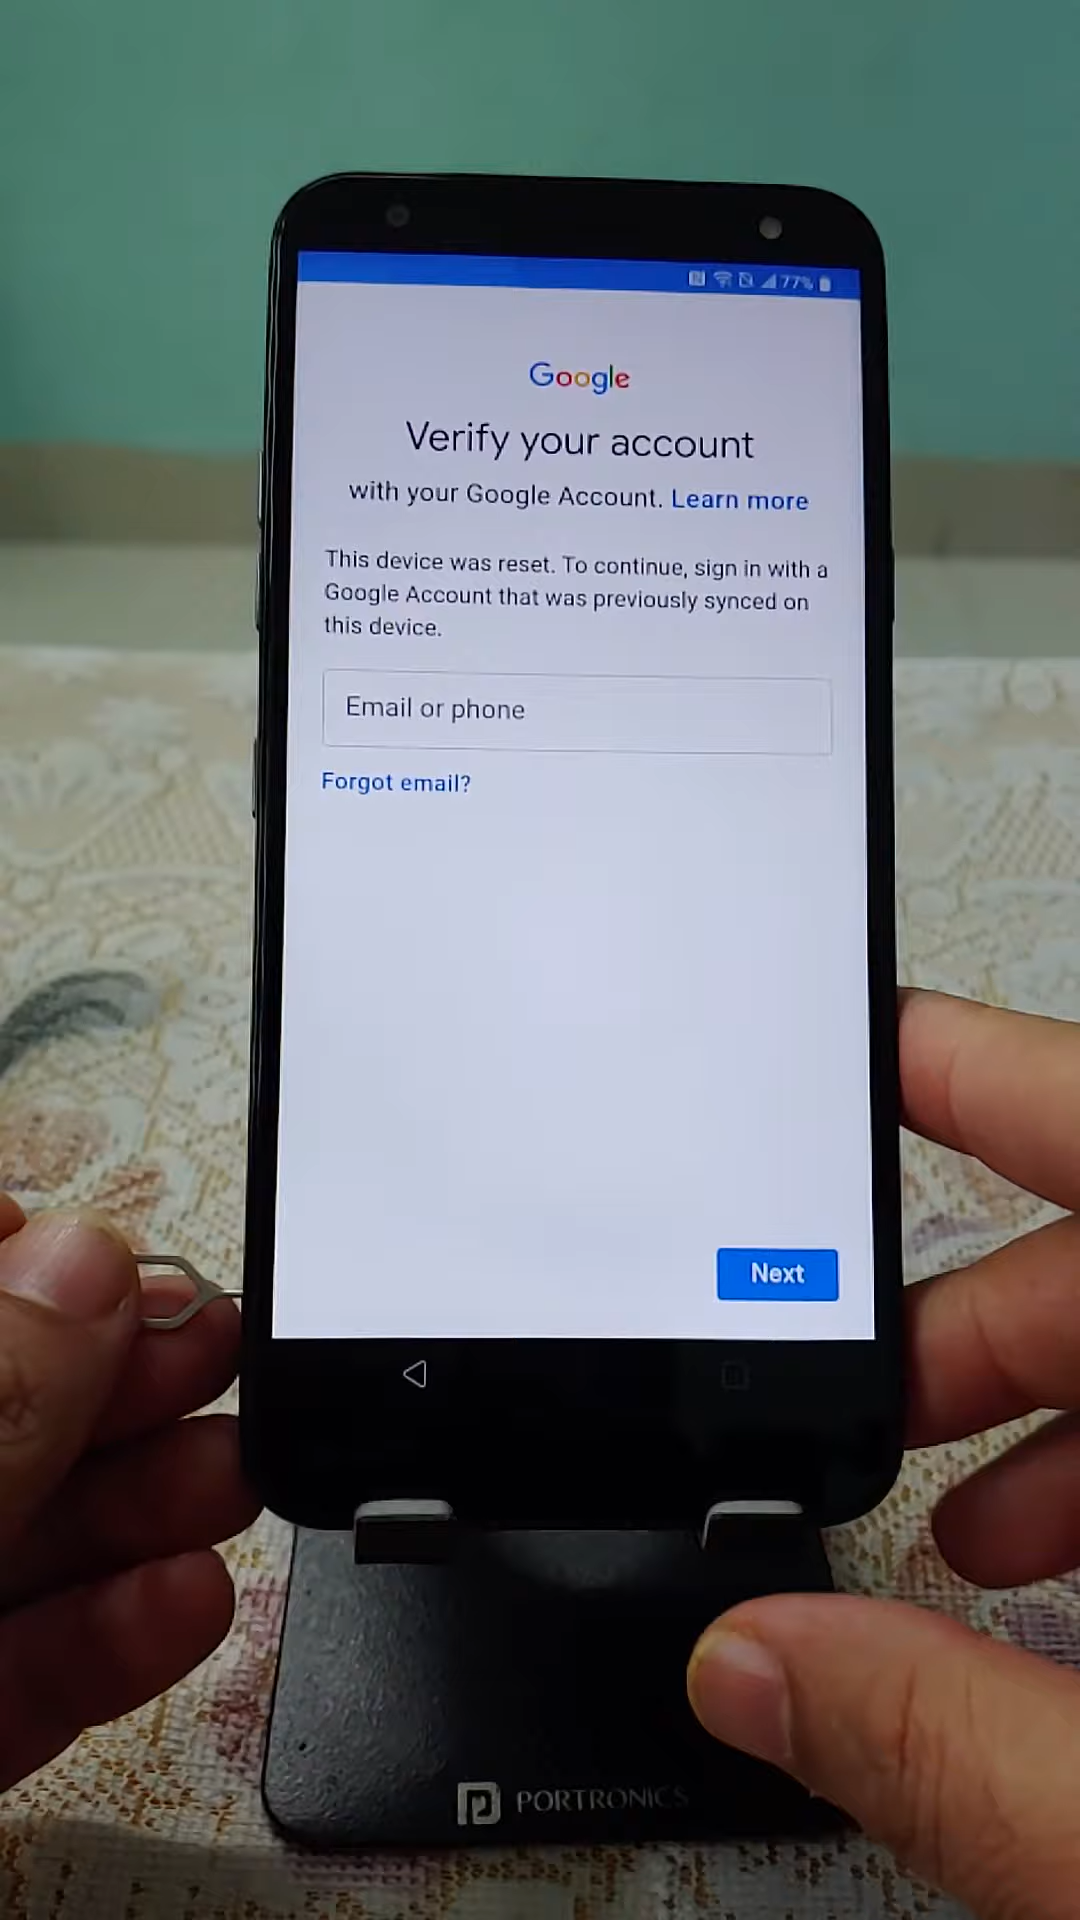 77%
Google
Verify your account
with your Google Account. Learn more
This device was reset. To continue, sign in with a
Google Account that was previously synced on
this device.
Email or phone
Forgot email?
Next
PORTRONICS